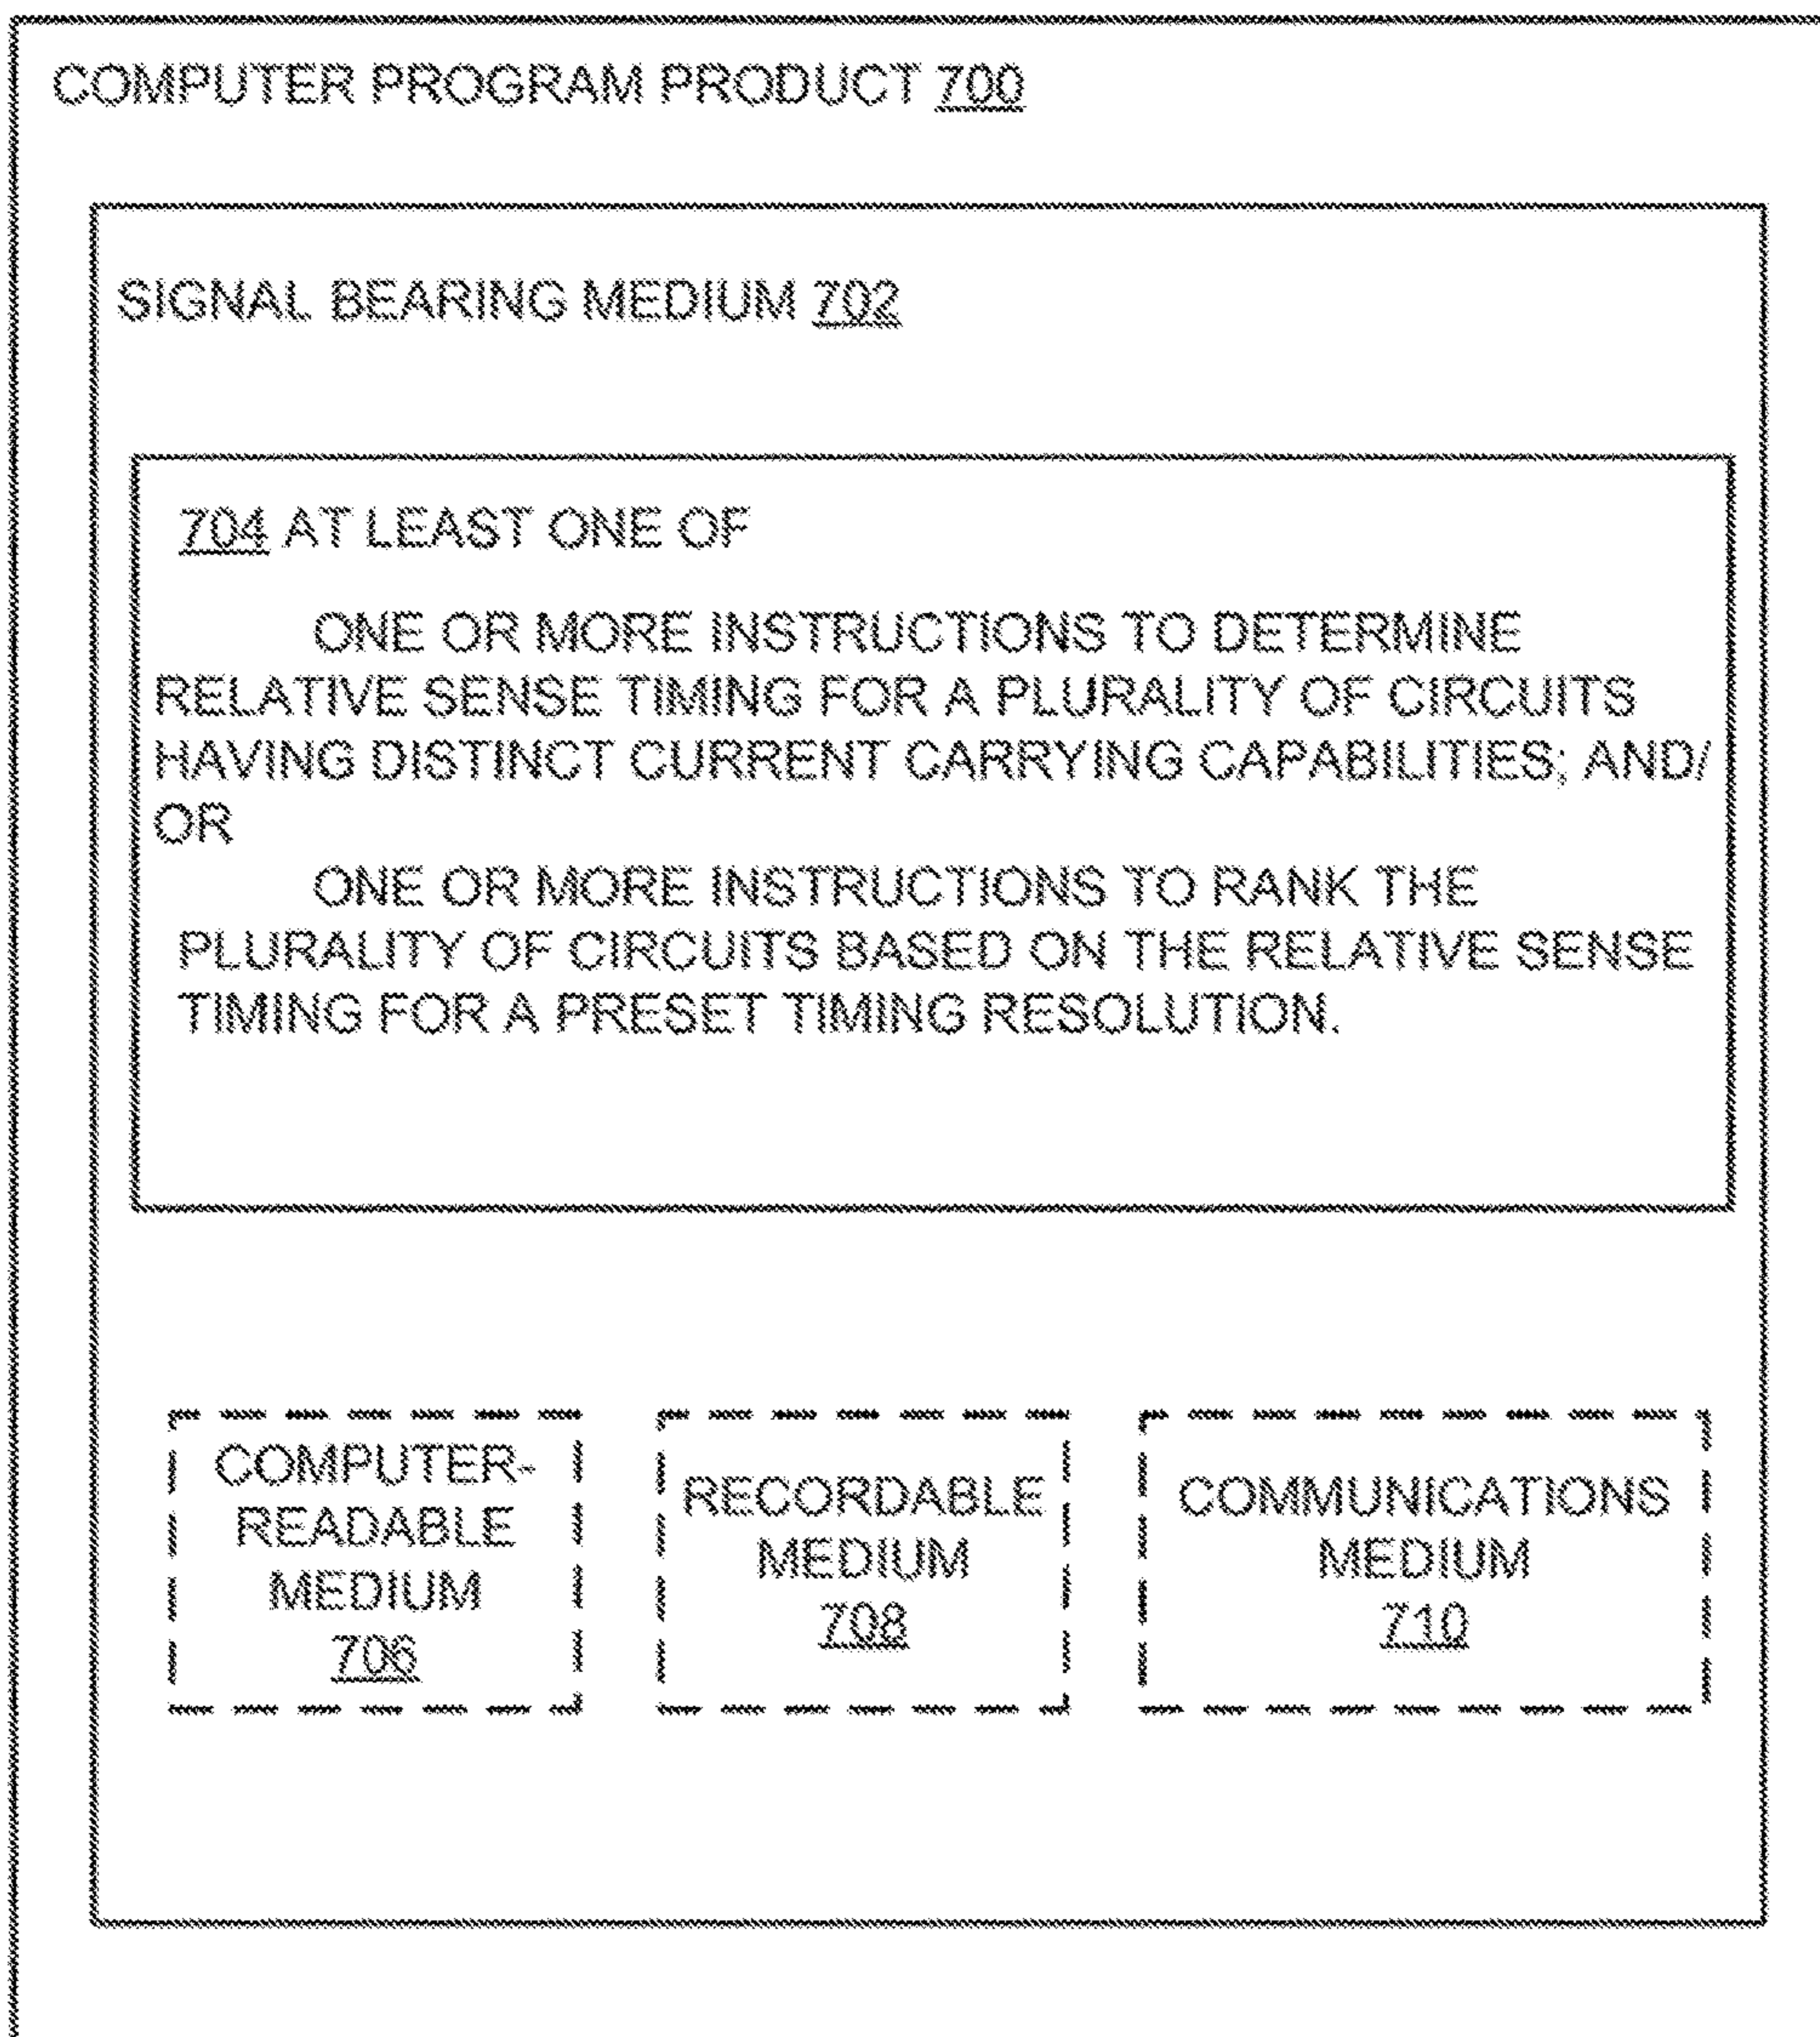 COMPUTER PROGRAM PRODUCT 700
SIGNAL BEARING MEDIUM 702
704 AT LEAST ONE OF
ONE OR MORE INSTRUCTIONS TO DETERMINE
RELATIVE SENSE TIMING FOR A PLURALITY OF CIRCUITS
HAVING DISTINCT CURRENT CARRYING CAPABILITIES; AND/
OR
ONE OR MORE INSTRUCTIONS TO RANK THE
PLURALITY OF CIRCUITS BASED ON THE RELATIVE SENSE
TIMING FOR A PRESET TIMING RESOLUTION.
COMPUTER-
READABLE
MEDIUM
706
RECORDABLE
MEDIUM
708
COMMUNICATIONS
MEDIUM
710